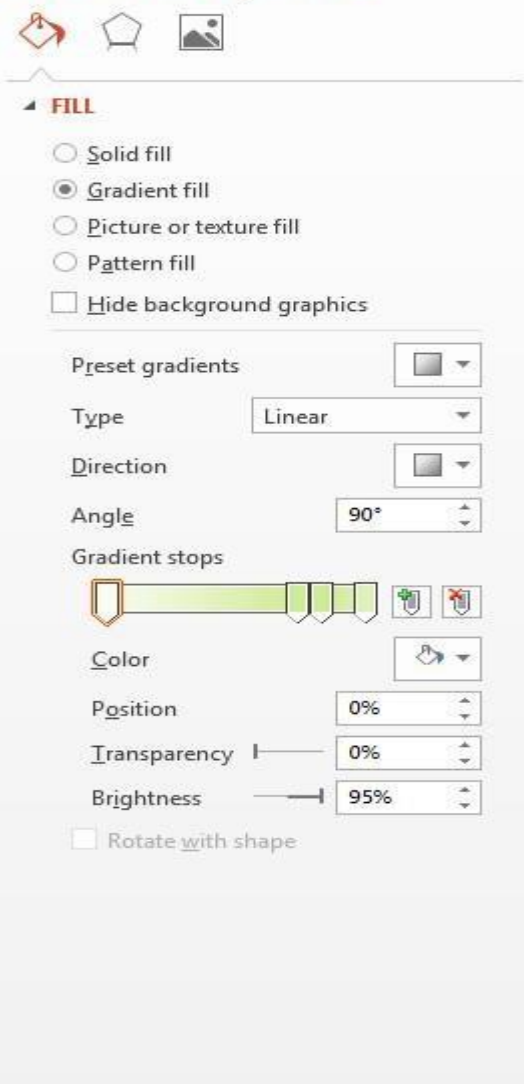 FILL
Solid fill
Gradient fill
Picture or texture fill
Pattern fill
Hide background graphics
Preset gradients
Type Linear
Direction
Angle 90°
Gradient stops
Color
Position 0%
Transparency 0%
Brightness 95%
Rotate with shape